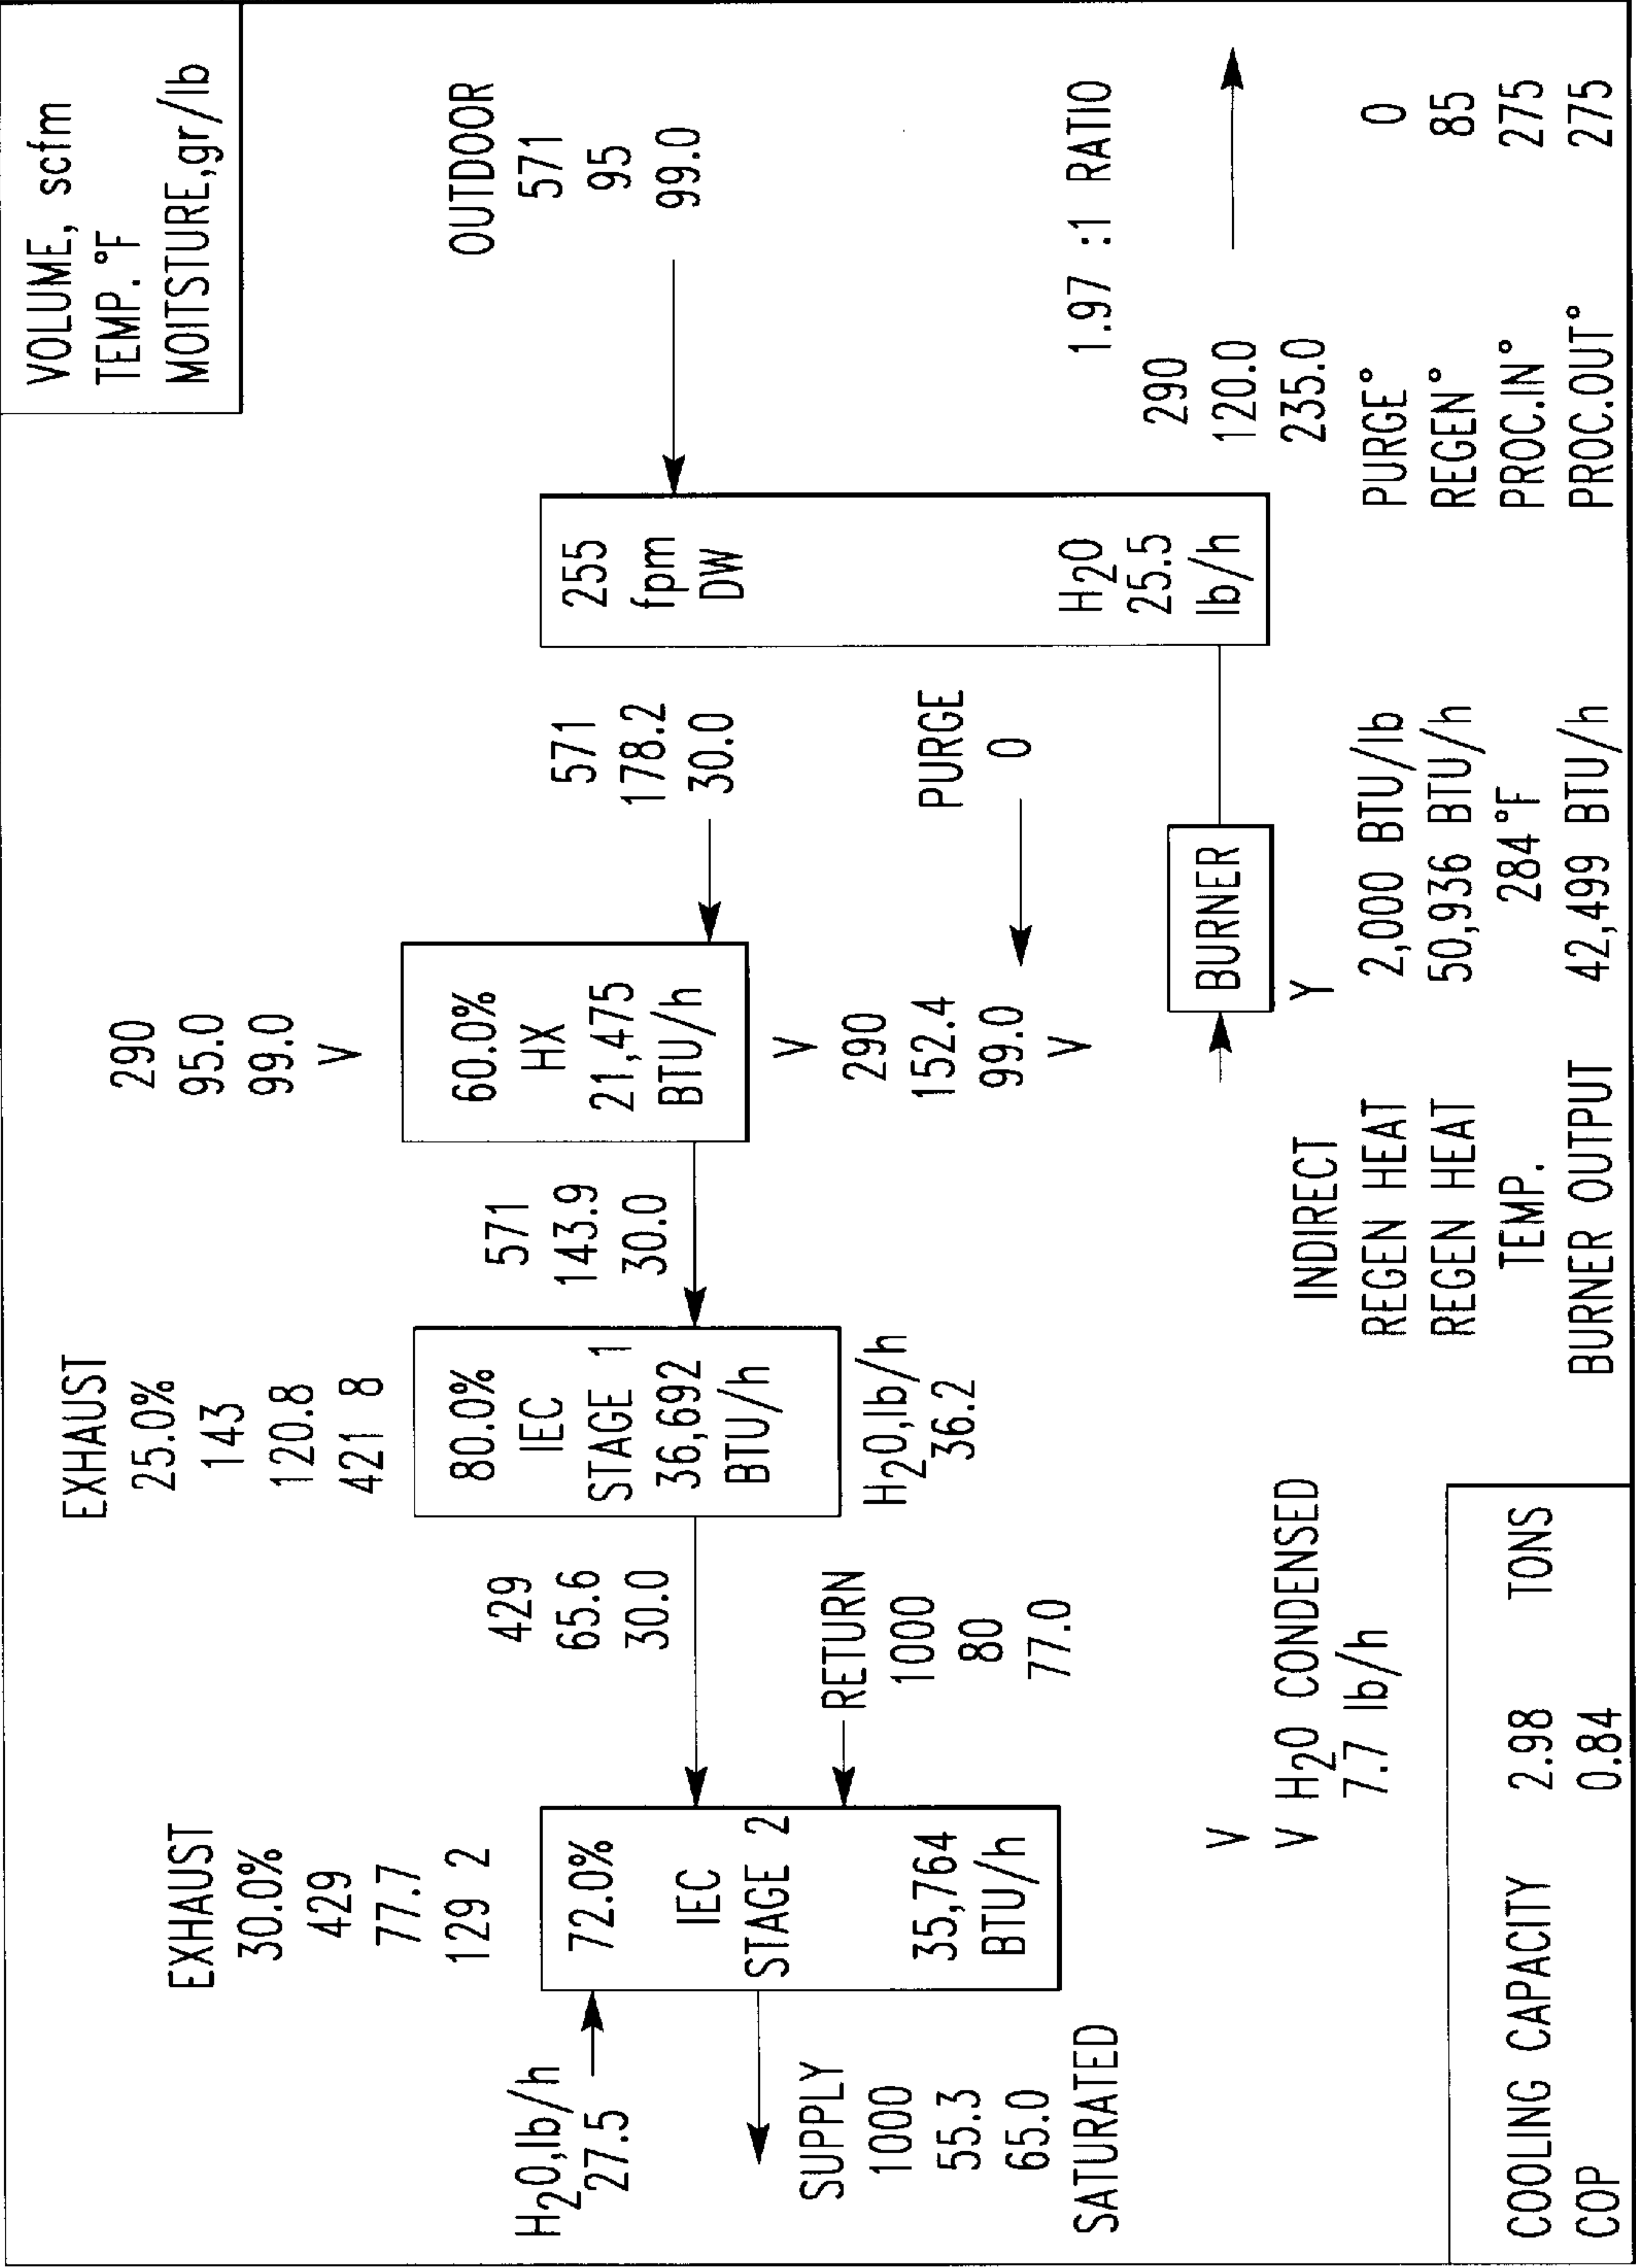 VOLUME, scfm
TEMP. °F
MOITSTURE,gr/lb
EXHAUST
30.0%
429
77.7
129 2
H2O,lb/h
27.5
72.0%
IEC
STAGE 2
35,764
BTU/h
SUPPLY
1000
55.3
65.0
SATURATED
429
65.6
30.0
RETURN
1000
80
77.0
V
V H2O CONDENSED
7.7 lb/h
EXHAUST
25.0%
143
120.8
421 8
80.0%
IEC
STAGE 1
36,692
BTU/h
H2O,lb/h
36.2
571
143.9
30.0
290
95.0
99.0
V
60.0%
HX
21,475
BTU/h
V
290
152.4
99.0
V
571
178.2
30.0
PURGE
0
BURNER
Y
255
fpm
DW
H2O
25.5
lb/h
OUTDOOR
571
95
99.0
1.97 :1 RATIO
290
120.0
235.0
INDIRECT
REGEN HEAT 2,000 BTU/lb
REGEN HEAT 50,936 BTU/h
TEMP. 284°F
BURNER OUTPUT 42,499 BTU/h
PURGE° 0
REGEN° 85
PROC.IN° 275
PROC.OUT° 275
COOLING CAPACITY 2.98 TONS
COP 0.84